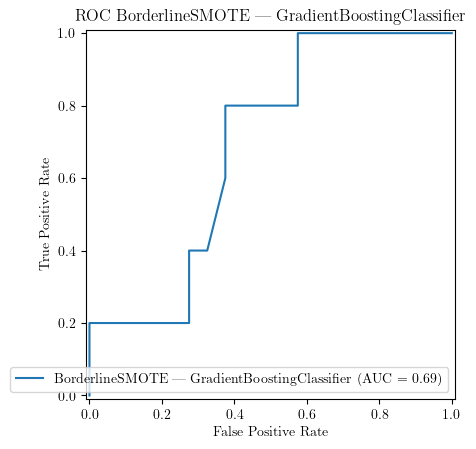 ROC BorderlineSMOTE — GradientBoostingClassifier
1.0
0.8
0.6
0.4
0.2
0.0
True Positive Rate
BorderlineSMOTE — GradientBoostingClassifier (AUC = 0.69)
0.0 0.2 0.4 0.6 0.8 1.0
False Positive Rate